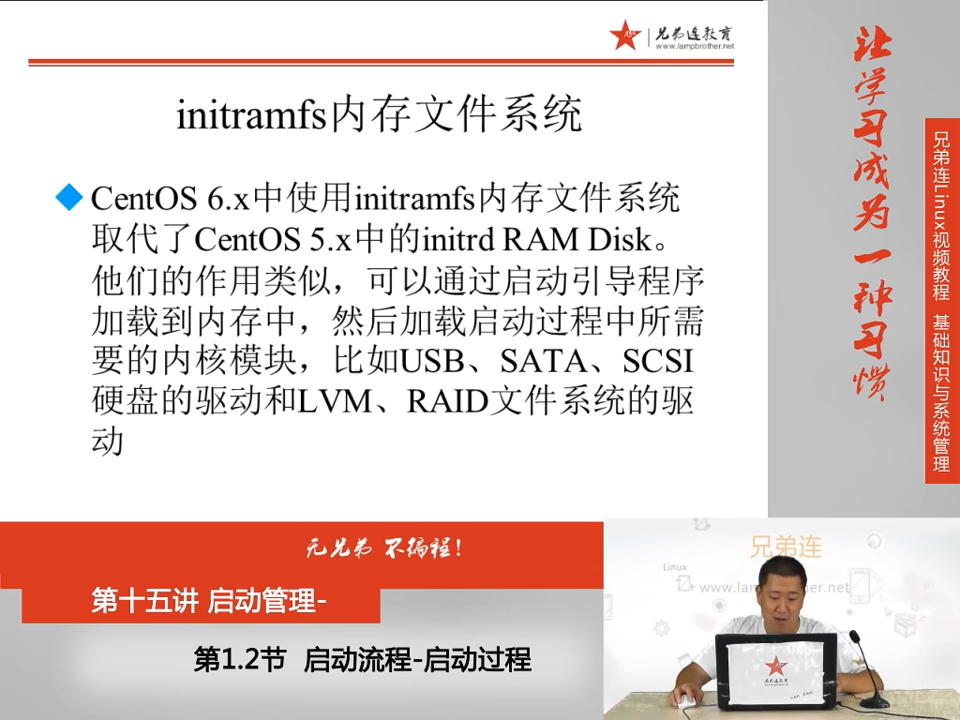 兄弟连教育
www.lampbrother.net
initramfs内存文件系统
CentOS 6.x中使用initramfs内存文件系统
取代了CentOS 5.x中的initrd RAM Disk。
他们的作用类似，可以通过启动引导程序
加载到内存中，然后加载启动过程中所需
要的内核模块，比如USB、SATA、SCSI
硬盘的驱动和LVM、RAID文件系统的驱
动
让学习成为一种习惯
兄弟连Linux视频教程 基础知识与系统管理
无兄弟 不编程！
第十五讲 启动管理-
第1.2节 启动流程-启动过程
兄弟连
Linux
兄弟连教育